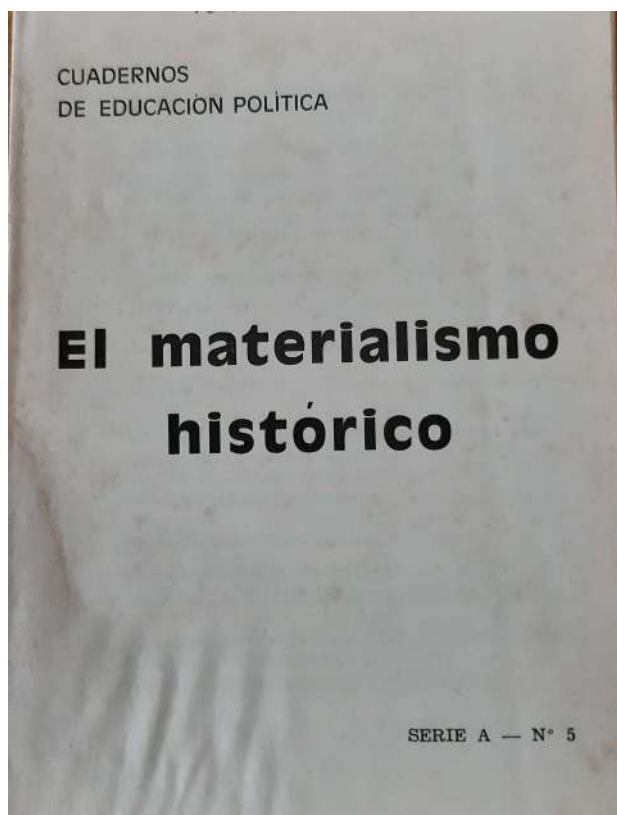 CUADERNOS
DE EDUCACIÓN POLÍTICA
El materialismo
histórico
SERIE A — N° 5